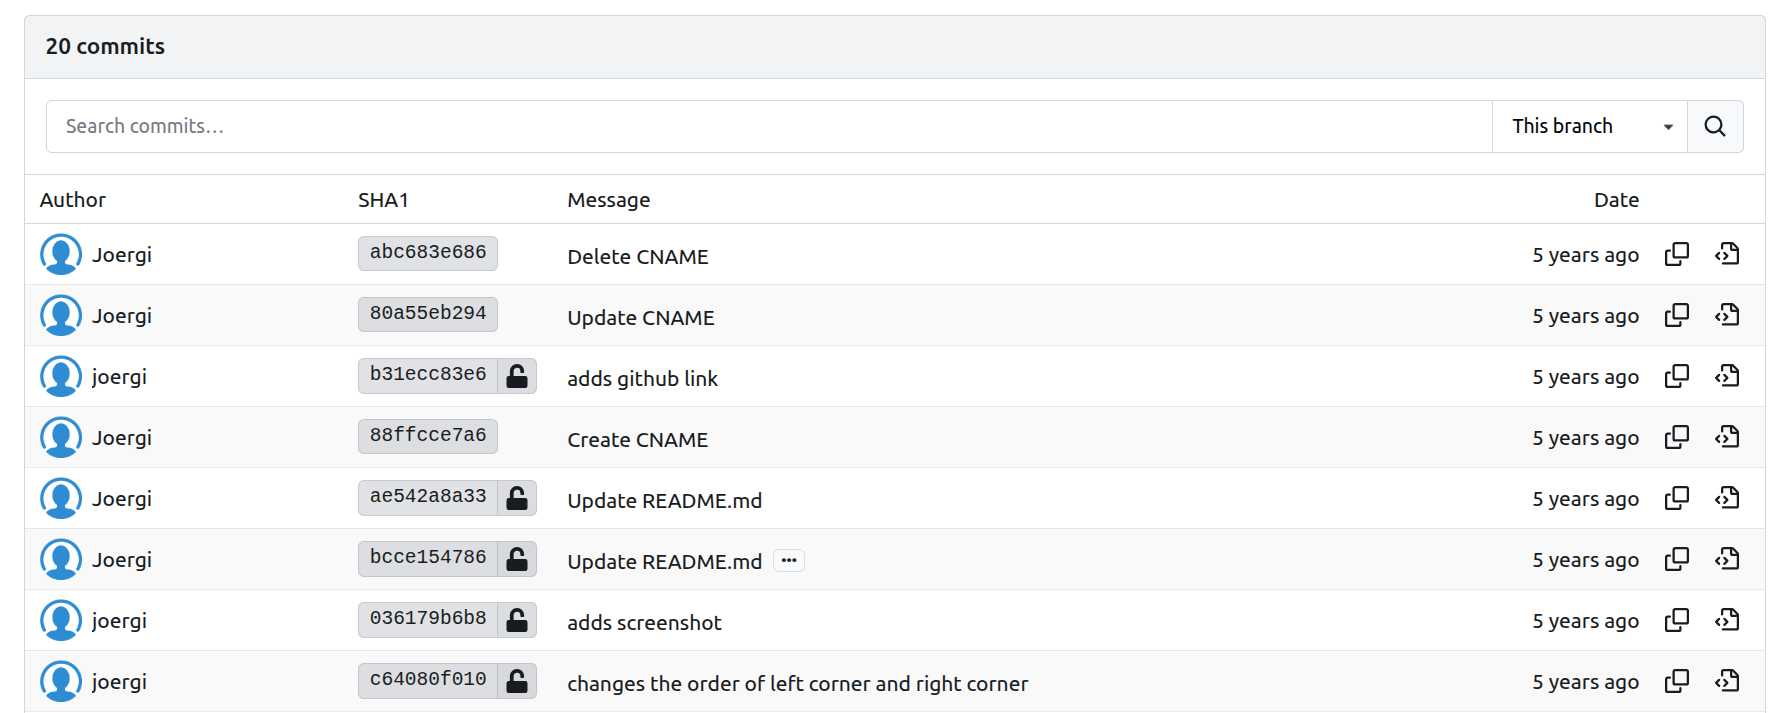 20 commits
Search commits… This branch
Author SHA1 Message Date
Joergi abc683e686 Delete CNAME 5 years ago
Joergi 80a55eb294 Update CNAME 5 years ago
joergi b31ecc83e6 adds github link 5 years ago
Joergi 88ffcce7a6 Create CNAME 5 years ago
Joergi ae542a8a33 Update README.md 5 years ago
Joergi bcce154786 Update README.md ... 5 years ago
joergi 036179b6b8 adds screenshot 5 years ago
joergi c64080f010 changes the order of left corner and right corner 5 years ago